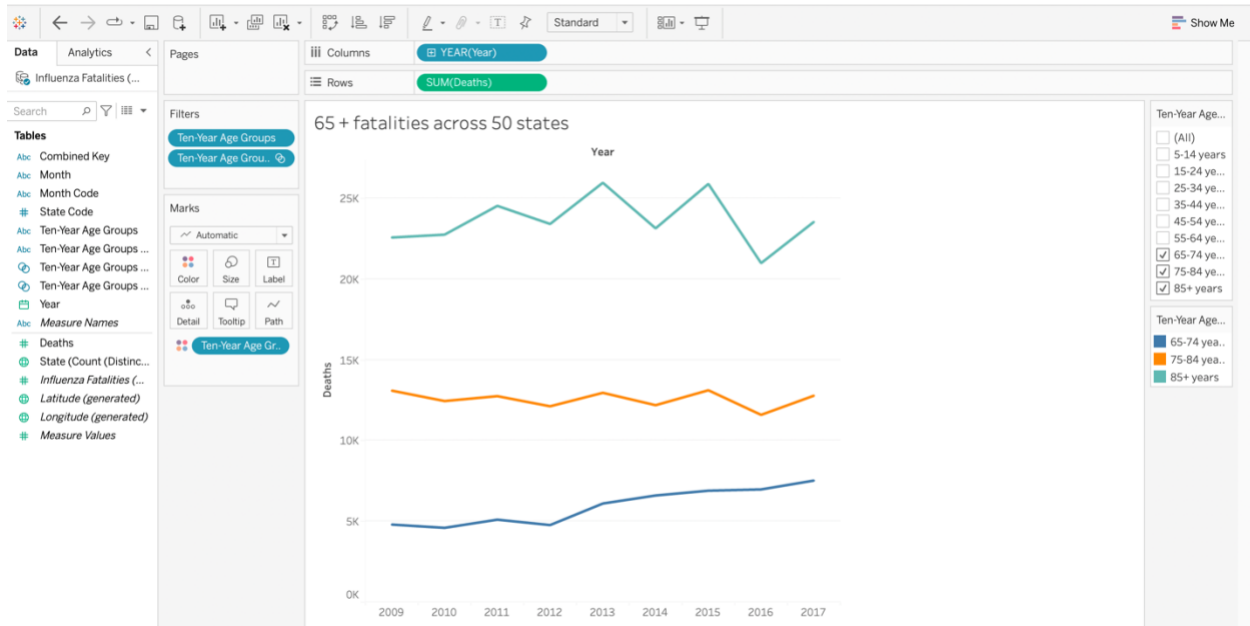 Standard
Show Me
Data
Analytics
Influenza Fatalities (...
Search
Tables
Abc Combined Key
Abc Month
Abc Month Code
# State Code
Abc Ten-Year Age Groups
Abc Ten-Year Age Groups ...
Ten-Year Age Groups ...
Ten-Year Age Groups ...
Year
Abc Measure Names
# Deaths
State (Count (Distinc...
# Influenza Fatalities (...
Latitude (generated)
Longitude (generated)
# Measure Values
Pages
Filters
Ten-Year Age Groups
Ten-Year Age Grou..
Marks
Automatic
Color
Size
T
Label
Detail
Tooltip
Path
Ten-Year Age Gr..
Columns
YEAR(Year)
Rows
SUM(Deaths)
65 + fatalities across 50 states
Year
Deaths
25K
20K
15K
10K
5K
0K
2009 2010 2011 2012 2013 2014 2015 2016 2017
Ten-Year Age...
(All)
5-14 years
15-24 ye...
25-34 ye...
35-44 ye...
45-54 ye...
55-64 ye...
65-74 ye...
75-84 ye...
85+ years
Ten-Year Age...
65-74 yea..
75-84 yea..
85+ years